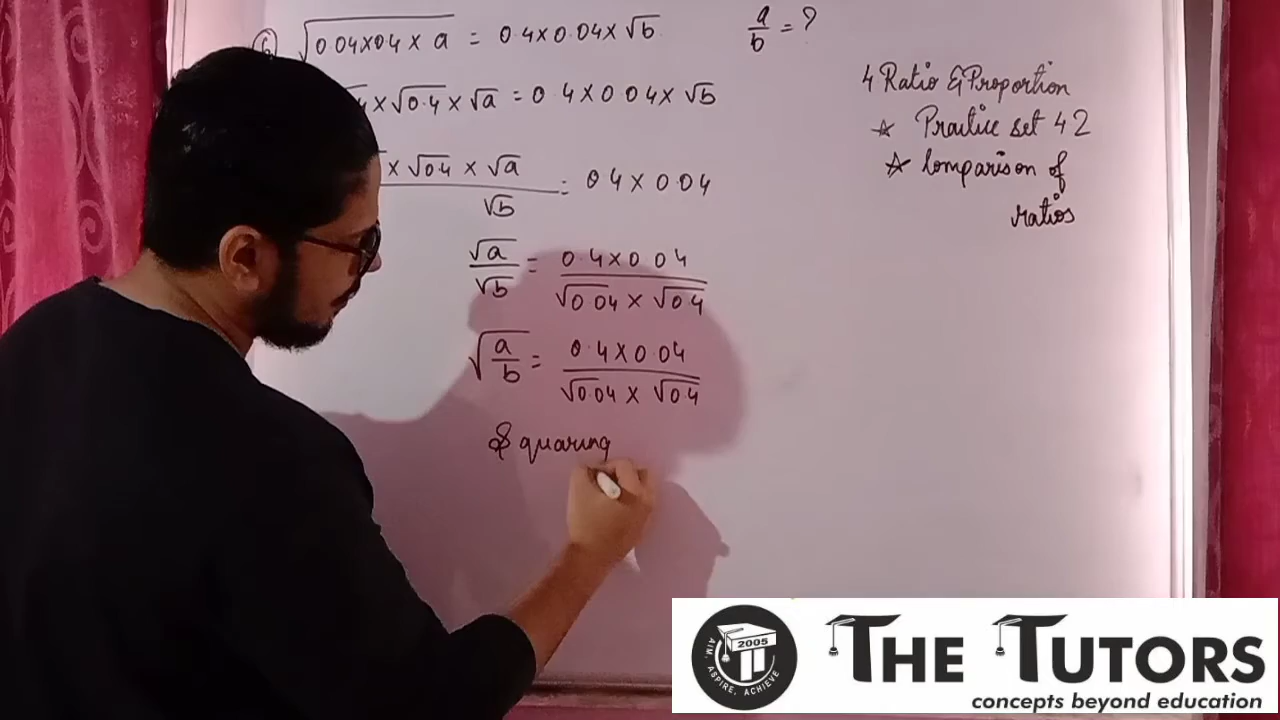 6 √0.04×0.4 × a = 0.4×0.04×√b a/b = ?
4 × √0.4 × √a = 0.4×0.04× √b
4 Ratio & Proportion
☆ Practice set 4 2
☆ Comparison of
ratios
× √0.4 × √a / √b = 0.4 × 0.04
√a / √b = 0.4×0.04 / √0.04 × √0.4
√a/b = 0.4×0.04 / √0.04 × √0.4
Squaring
AIM, ASPIRE, ACHIEVE
2005
THE TUTORS
concepts beyond education